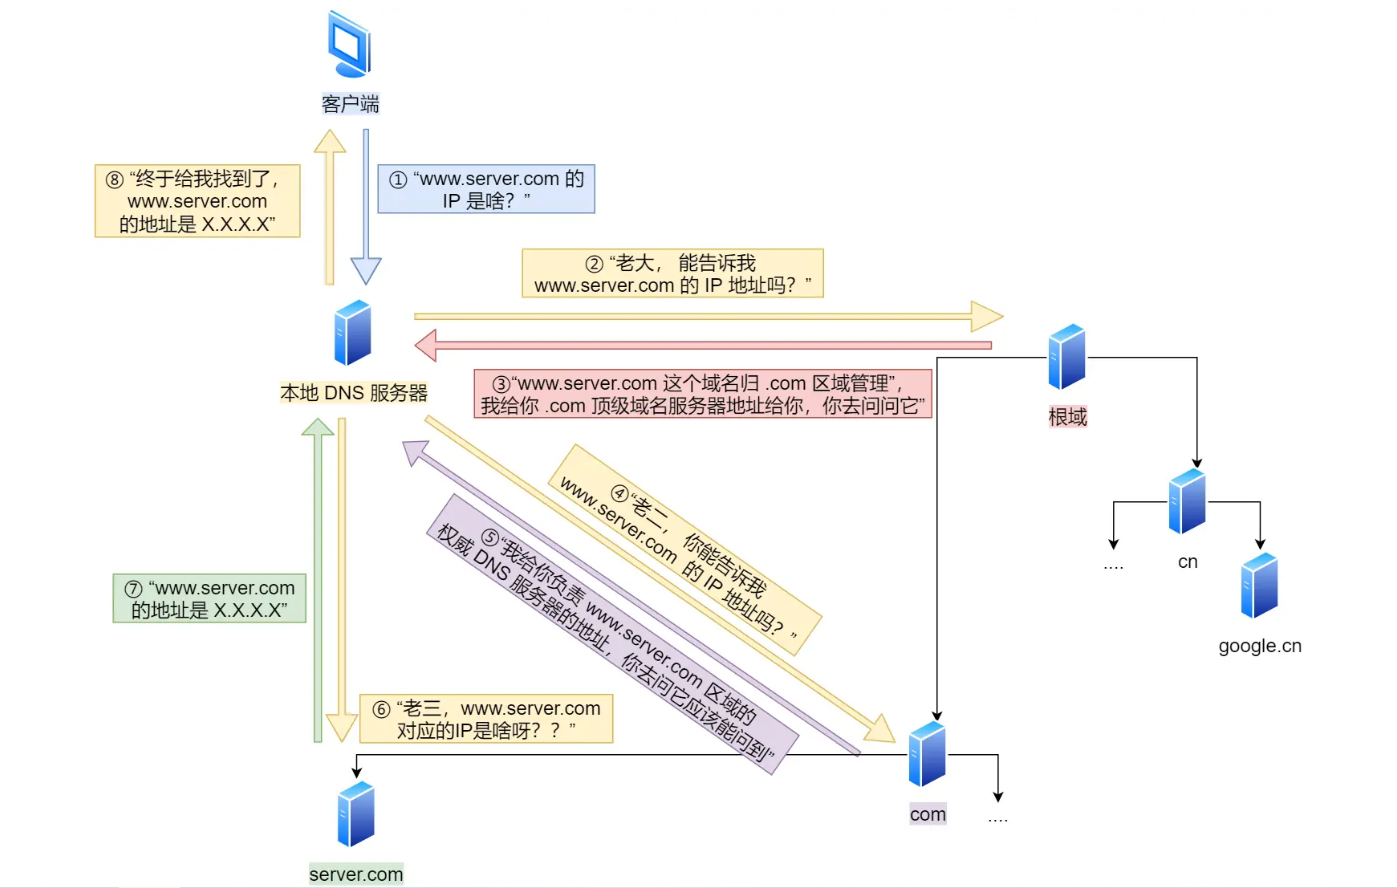 客户端
⑧ “终于给我找到了，
www.server.com
的地址是 X.X.X.X”
① “www.server.com 的
IP 是啥？”
② “老大， 能告诉我
www.server.com 的 IP 地址吗？”
本地 DNS 服务器
③“www.server.com 这个域名归 .com 区域管理”，
我给你 .com 顶级域名服务器地址给你，你去问问它”
根域
④“老二， 你能告诉我
www.server.com 的 IP 地址吗？”
⑤“我给你负责 www.server.com 区域的
权威 DNS 服务器的地址，你去问它应该能问到”
....
cn
google.cn
⑦ “www.server.com
的地址是 X.X.X.X”
⑥ “老三，www.server.com
对应的IP是啥呀？？”
com
....
server.com